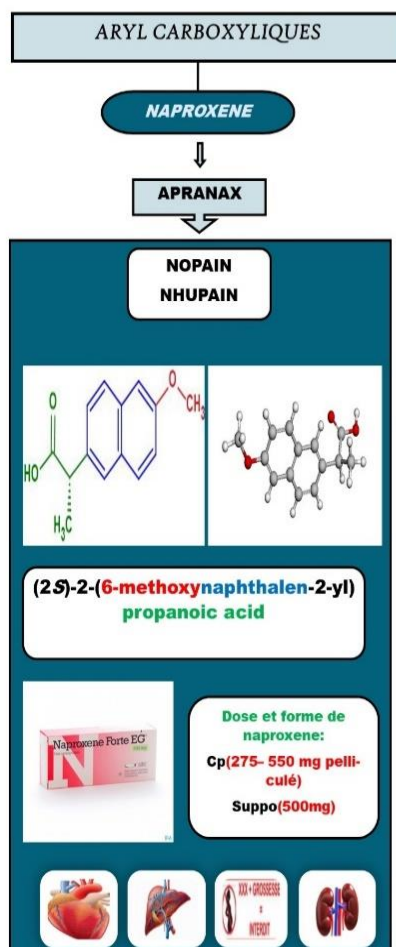 ARYL CARBOXYLIQUES
NAPROXENE
APRANAX
NOPAIN
NHUPAIN
O
HO
H₃C
O
CH₃
(2S)-2-(6-methoxynaphthalen-2-yl)
propanoic acid
Naproxene Forte EG
N
Dose et forme de
naproxene:
Cp(275– 550 mg pelli-
culé)
Suppo(500mg)
XXX + GROSSESSE
=
INTERDIT